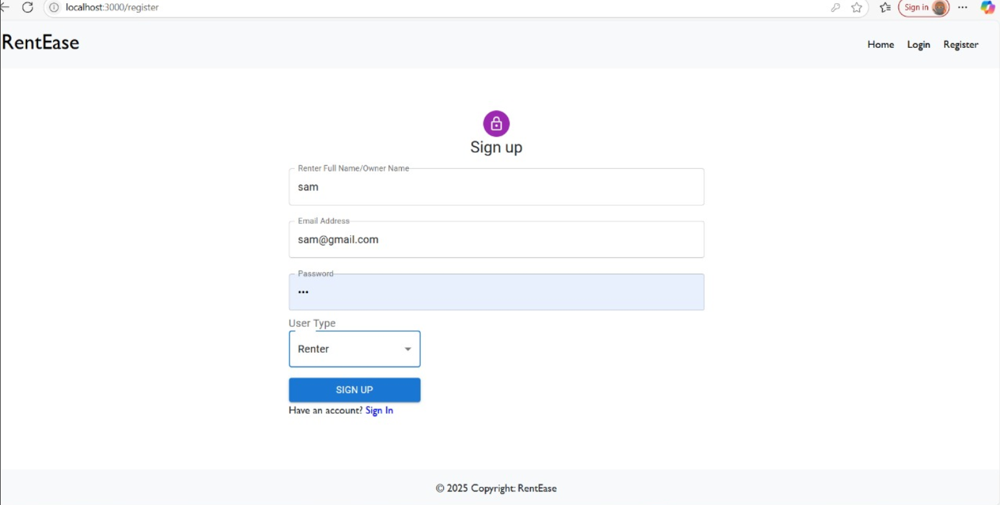 localhost:3000/register
Sign in
RentEase
Home Login Register
Sign up
Renter Full Name/Owner Name
sam
Email Address
sam@gmail.com
Password
•••
User Type
Renter
SIGN UP
Have an account? Sign In
© 2025 Copyright: RentEase